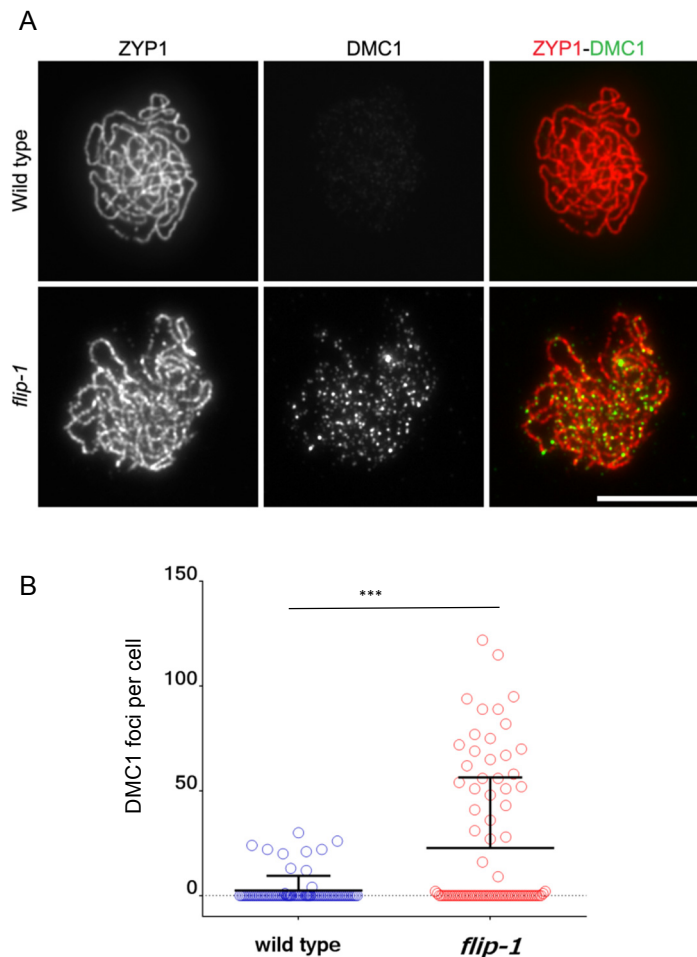 A
ZYP1 DMC1 ZYP1-DMC1
Wild type
flip-1
B
150
***
100
50
0
DMC1 foci per cell
wild type flip-1